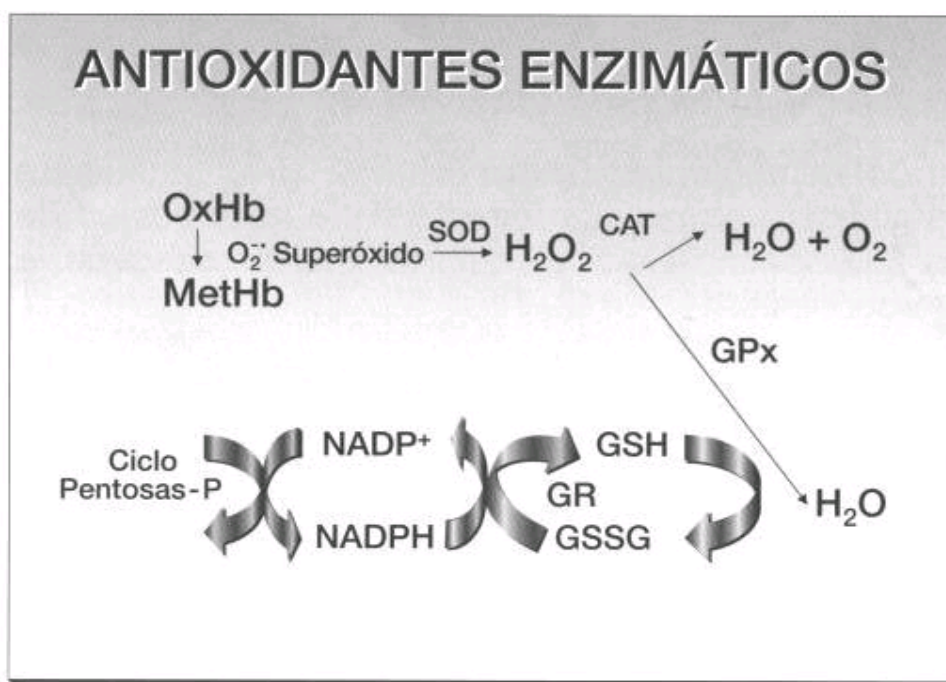 ANTIOXIDANTES ENZIMÁTICOS
OxHb
O₂⁻· Superóxido
SOD
H₂O₂
CAT
H₂O + O₂
MetHb
GPx
Ciclo
Pentosas-P
NADP⁺
GSH
GR
NADPH
GSSG
H₂O